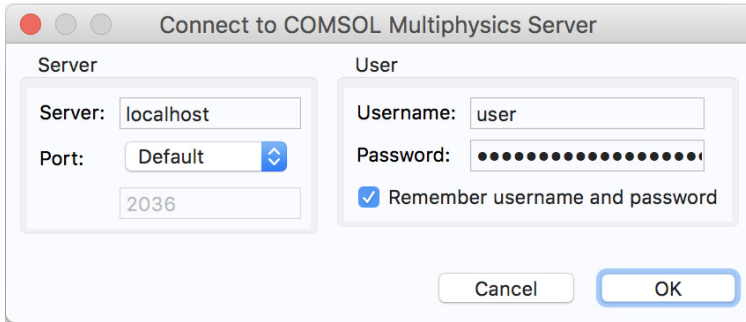 Connect to COMSOL Multiphysics Server
Server
Server: localhost
Port: Default
2036
User
Username: user
Password: ●●●●●●●●●●●●●●●●●●●
Remember username and password
Cancel
OK